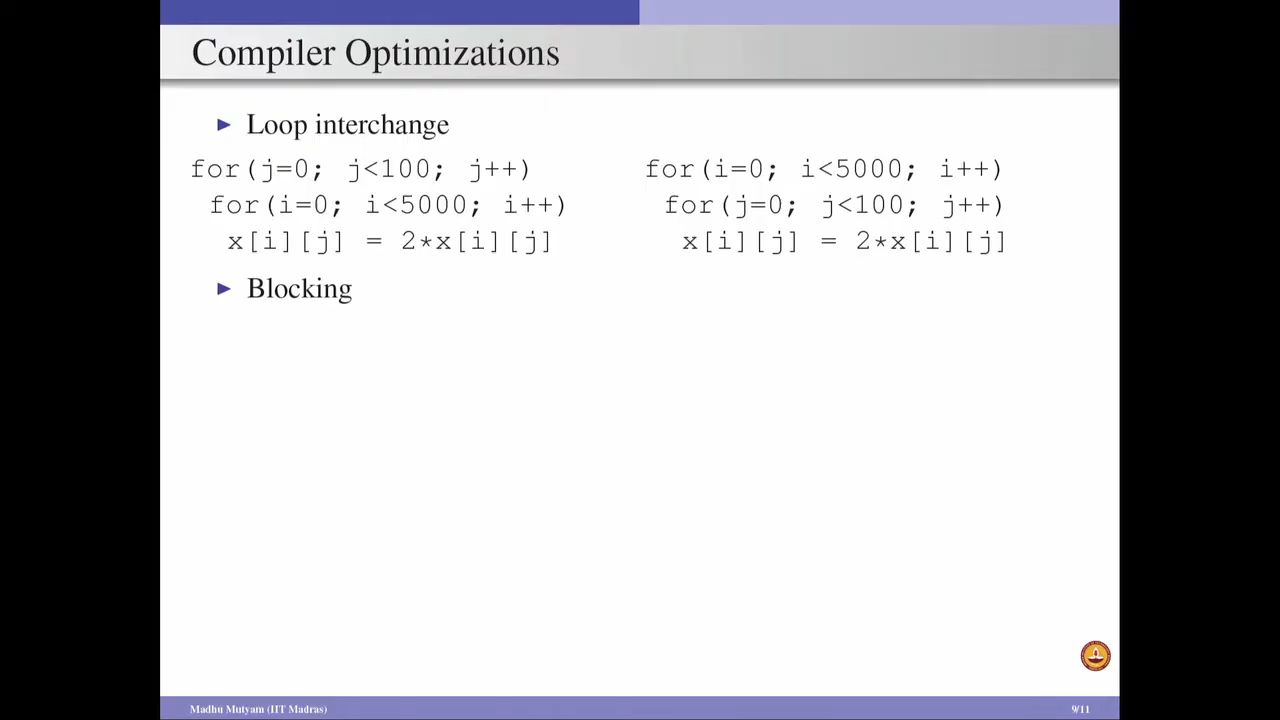 Compiler Optimizations
▶ Loop interchange
for(j=0; j<100; j++)
for(i=0; i<5000; i++)
x[i][j] = 2*x[i][j]
for(i=0; i<5000; i++)
for(j=0; j<100; j++)
x[i][j] = 2*x[i][j]
▶ Blocking
Madhu Mutyam (IIT Madras)
9/11